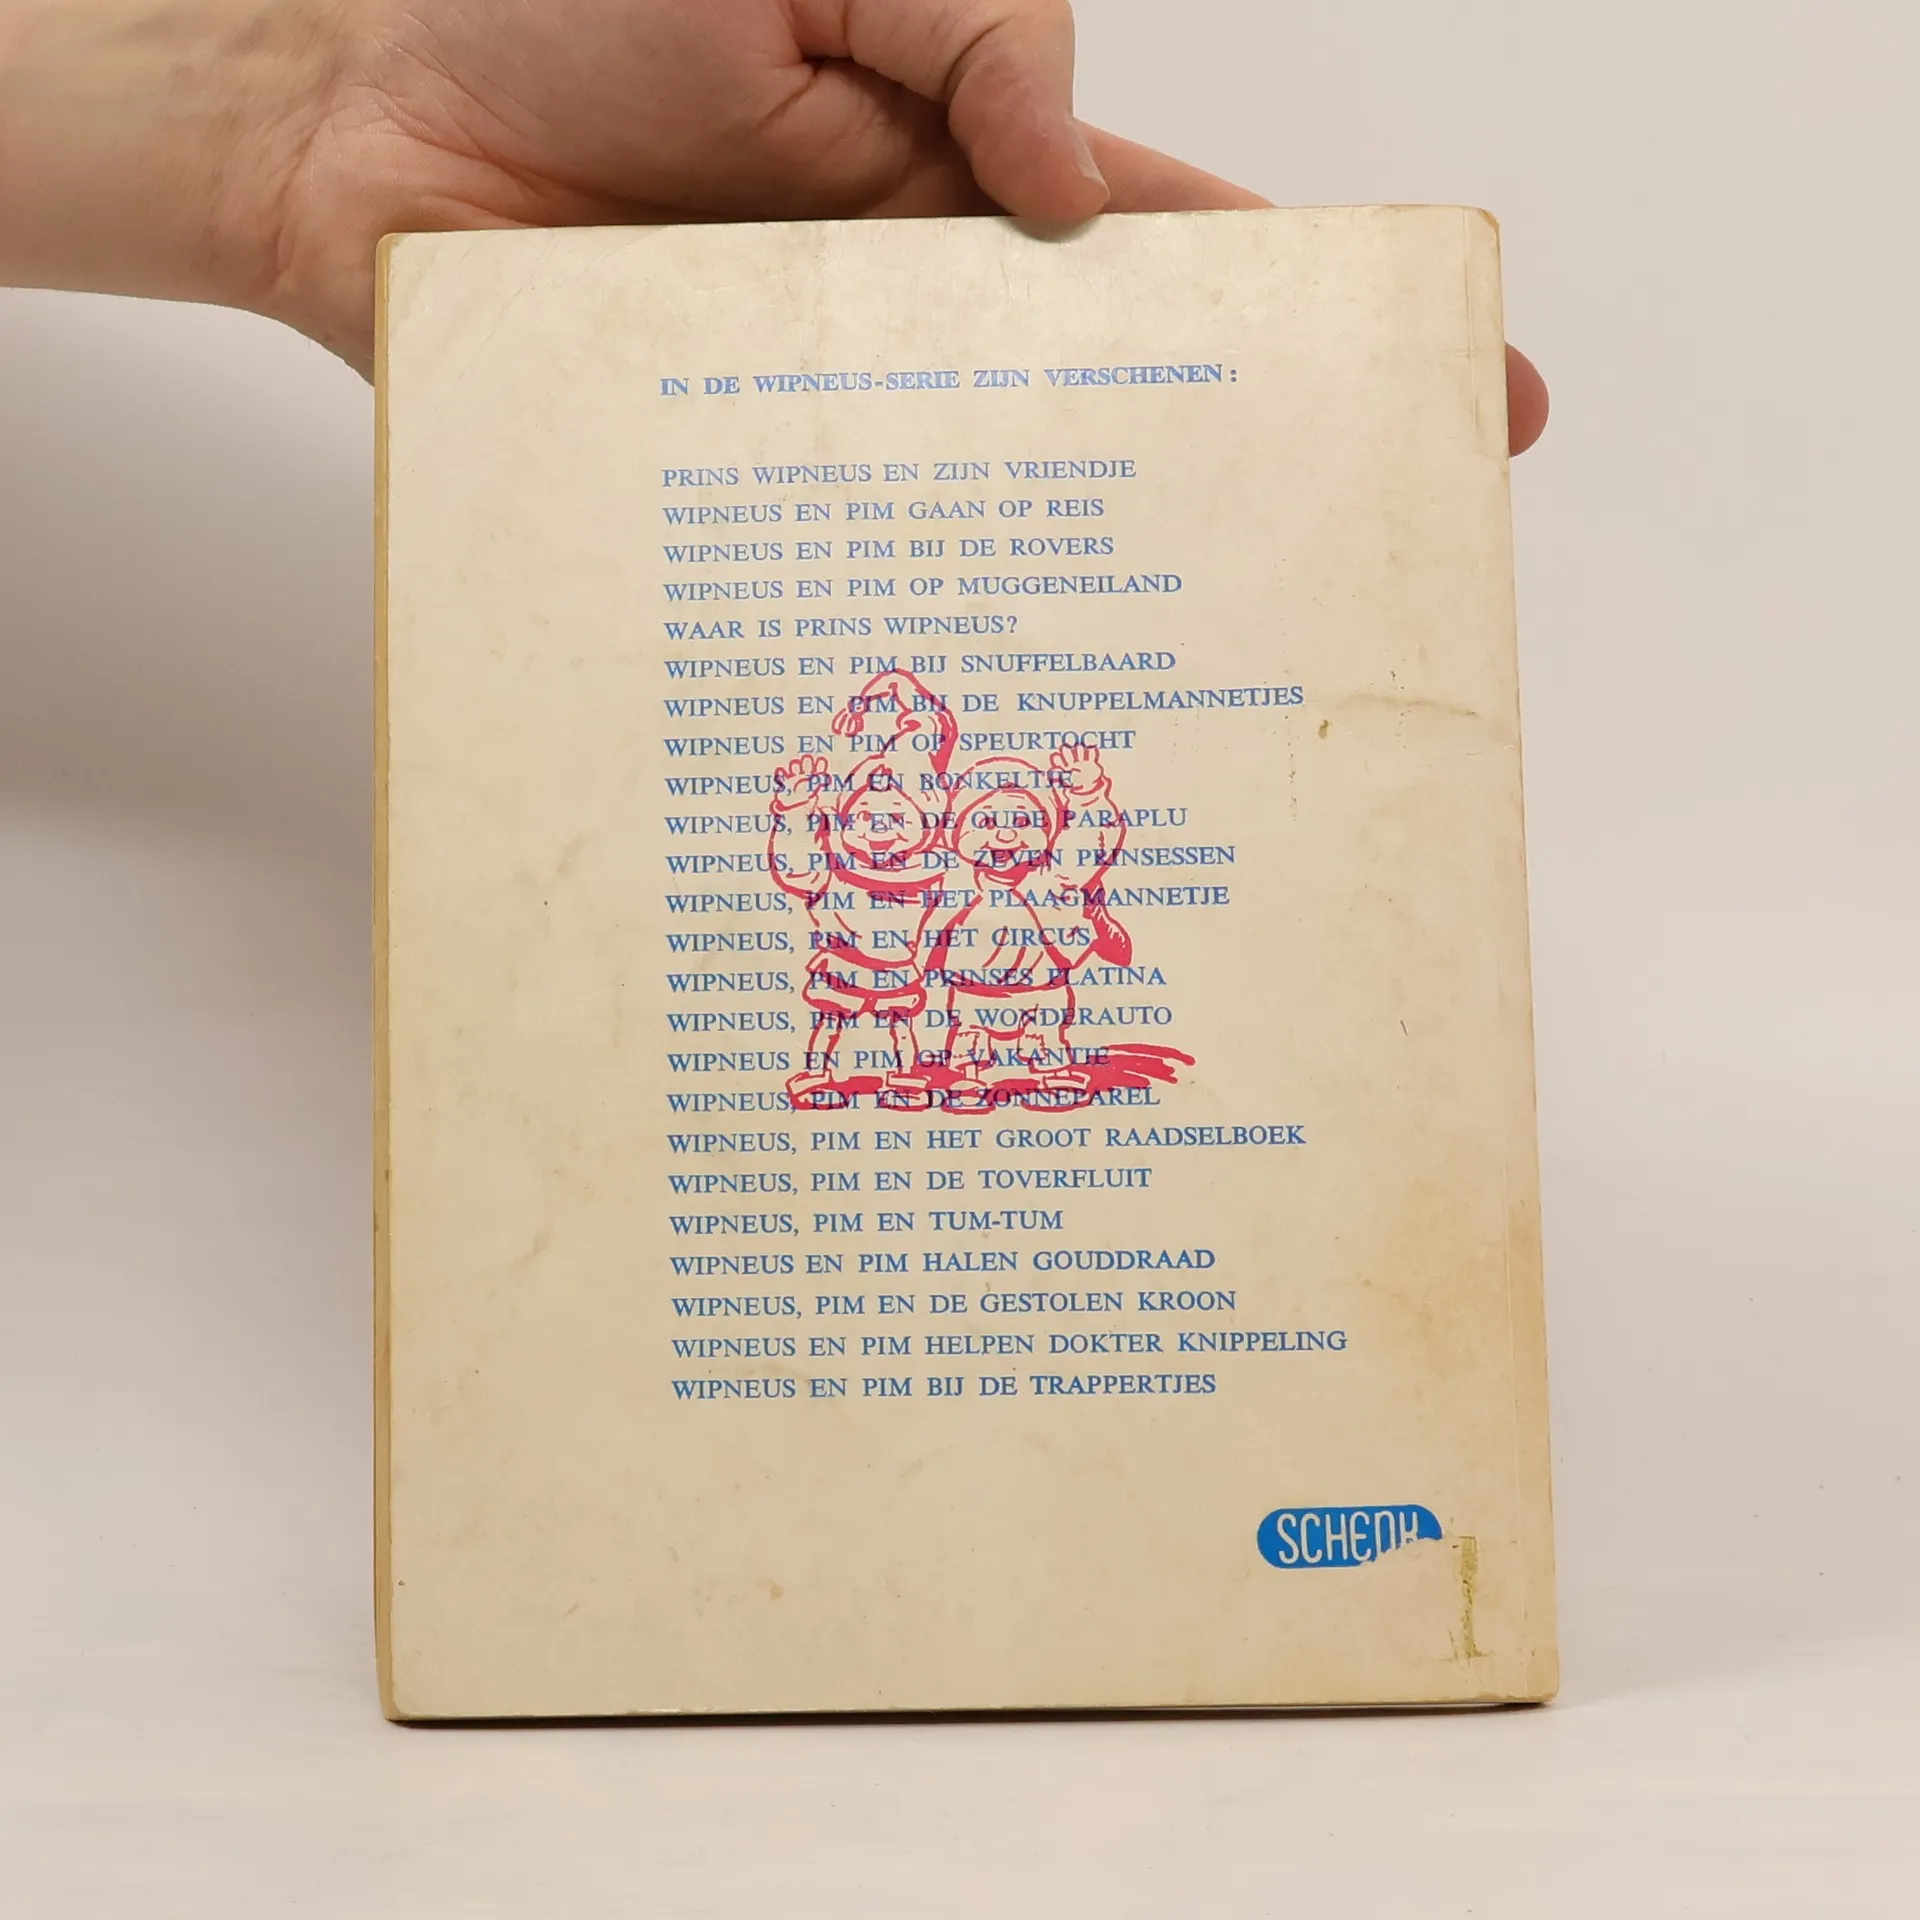 IN DE WIPNEUS-SERIE ZIJN VERSCHENEN:
PRINS WIPNEUS EN ZIJN VRIENDJE
WIPNEUS EN PIM GAAN OP REIS
WIPNEUS EN PIM BIJ DE ROVERS
WIPNEUS EN PIM OP MUGGENEILAND
WAAR IS PRINS WIPNEUS?
WIPNEUS EN PIM BIJ SNUFFELBAARD
WIPNEUS EN PIM BIJ DE KNUPPELMANNETJES
WIPNEUS EN PIM OP SPEURTOCHT
WIPNEUS, PIM EN BONKELTJE
WIPNEUS, PIM EN DE OUDE PARAPLU
WIPNEUS, PIM EN DE ZEVEN PRINSESSEN
WIPNEUS, PIM EN HET PLAAGMANNETJE
WIPNEUS, PIM EN HET CIRCUS
WIPNEUS, PIM EN PRINSES PLATINA
WIPNEUS, PIM EN DE WONDERAUTO
WIPNEUS EN PIM OP VAKANTIE
WIPNEUS, PIM EN DE ZONNEPAREL
WIPNEUS, PIM EN HET GROOT RAADSELBOEK
WIPNEUS, PIM EN DE TOVERFLUIT
WIPNEUS, PIM EN TUM-TUM
WIPNEUS EN PIM HALEN GOUDDRAAD
WIPNEUS, PIM EN DE GESTOLEN KROON
WIPNEUS EN PIM HELPEN DOKTER KNIPPELING
WIPNEUS EN PIM BIJ DE TRAPPERTJES
SCHENK